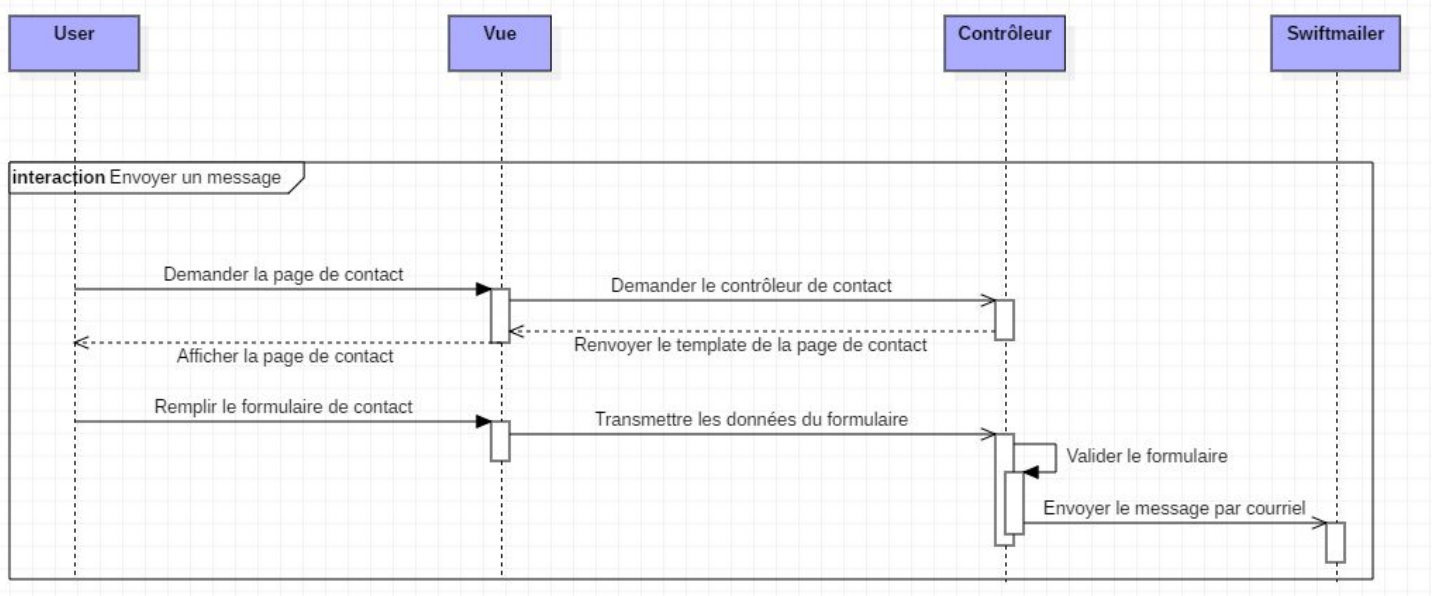 User
Vue
Contrôleur
Swiftmailer
interaction Envoyer un message
Demander la page de contact
Demander le contrôleur de contact
Renvoyer le template de la page de contact
Afficher la page de contact
Remplir le formulaire de contact
Transmettre les données du formulaire
Valider le formulaire
Envoyer le message par courriel